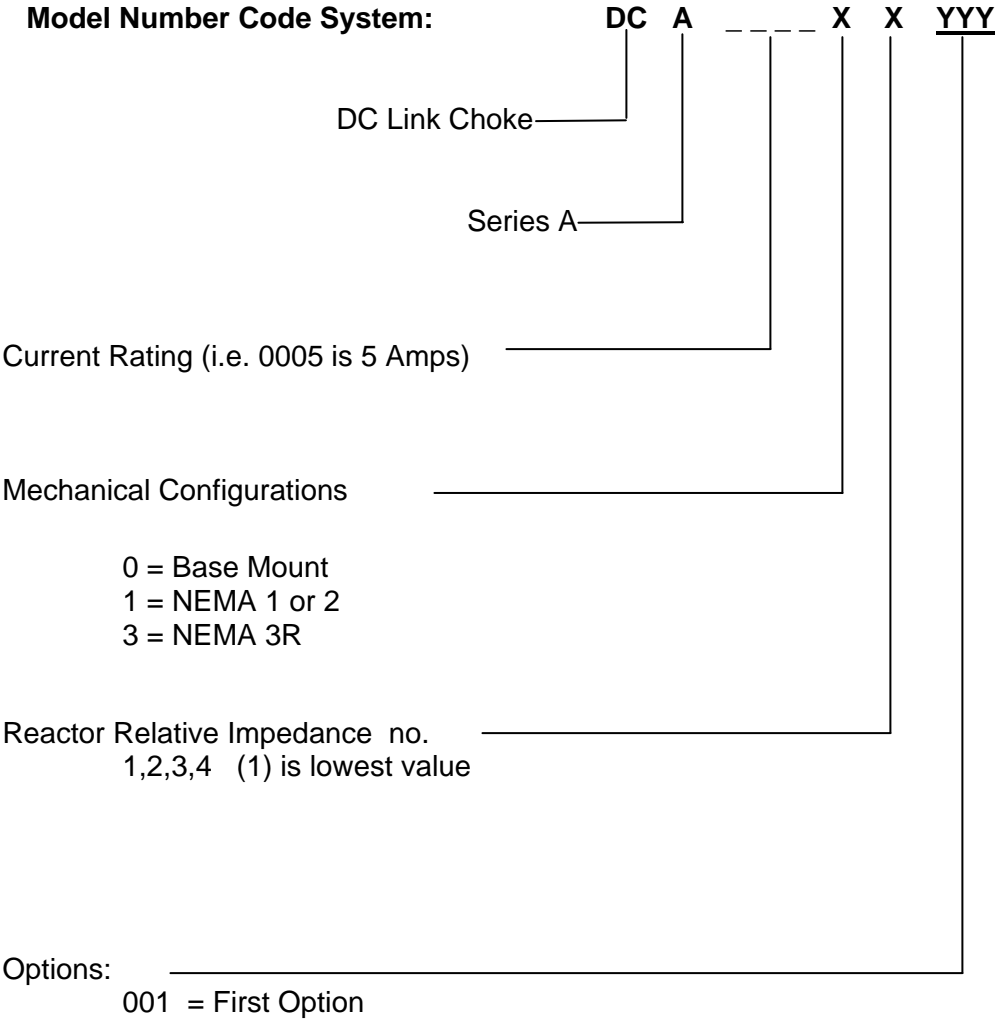 Model Number Code System: DC A _ _ _ _ X X YYY
DC Link Choke
Series A
Current Rating (i.e. 0005 is 5 Amps)
Mechanical Configurations
0 = Base Mount
1 = NEMA 1 or 2
3 = NEMA 3R
Reactor Relative Impedance no.
1,2,3,4 (1) is lowest value
Options:
001 = First Option